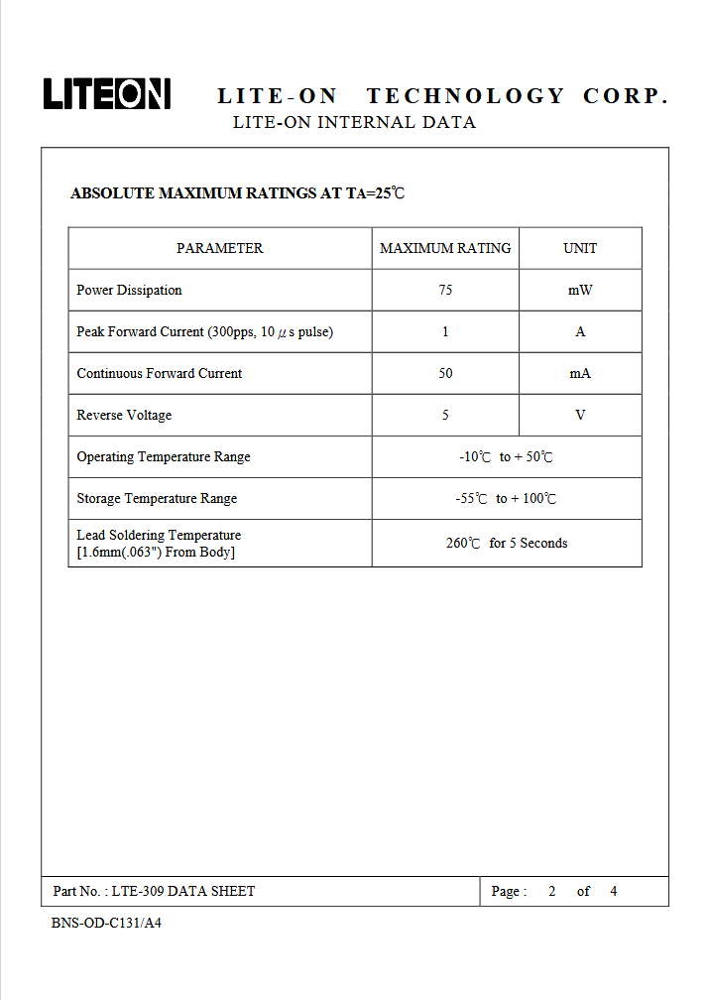 LITEON LITE-ON TECHNOLOGY CORP.
LITE-ON INTERNAL DATA
ABSOLUTE MAXIMUM RATINGS AT TA=25℃
PARAMETER MAXIMUM RATING UNIT
Power Dissipation 75 mW
Peak Forward Current (300pps, 10μs pulse) 1 A
Continuous Forward Current 50 mA
Reverse Voltage 5 V
Operating Temperature Range -10℃ to + 50℃
Storage Temperature Range -55℃ to + 100℃
Lead Soldering Temperature
[1.6mm(.063") From Body] 260℃ for 5 Seconds
Part No. : LTE-309 DATA SHEET Page : 2 of 4
BNS-OD-C131/A4